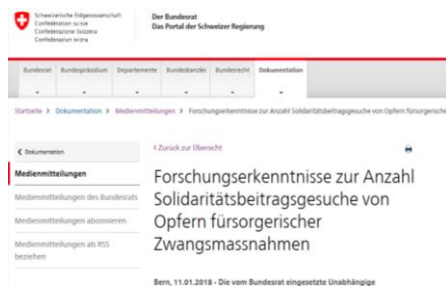 Schweizerische Eidgenossenschaft
Confédération suisse
Confederazione Svizzera
Confederaziun svizra
Der Bundesrat
Das Portal der Schweizer Regierung
Bundesrat Bundespräsidium Departemente Bundeskanzlei Bundesrecht Dokumentation
Startseite > Dokumentation > Medienmitteilungen > Forschungserkenntnisse zur Anzahl Solidaritätsbeitragsgesuche von Opfern fürsorgerische
< Dokumentation
Medienmitteilungen
Medienmitteilungen des Bundesrats
Medienmitteilungen abonnieren
Medienmitteilungen als RSS
beziehen
< Zurück zur Übersicht
Forschungserkenntnisse zur Anzahl
Solidaritätsbeitragsgesuche von
Opfern fürsorgerischer
Zwangsmassnahmen
Bern, 11.01.2018 - Die vom Bundesrat eingesetzte Unabhängige